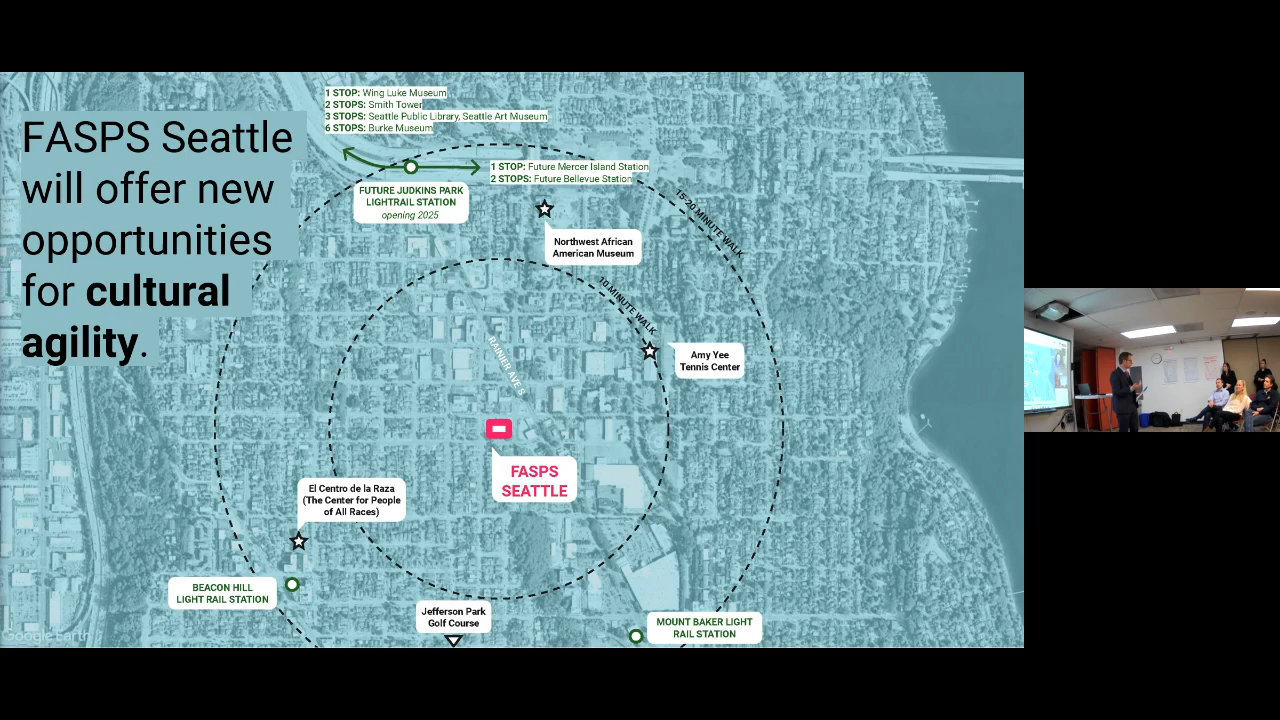 FASPS Seattle
will offer new
opportunities
for cultural
agility.
1 STOP: Wing Luke Museum
2 STOPS: Smith Tower
3 STOPS: Seattle Public Library, Seattle Art Museum
6 STOPS: Burke Museum
1 STOP: Future Mercer Island Station
2 STOPS: Future Bellevue Station
FUTURE JUDKINS PARK
LIGHTRAIL STATION
opening 2025
15-20 MINUTE WALK
Northwest African
American Museum
10 MINUTE WALK
RAINIER AVE S
Amy Yee
Tennis Center
FASPS
SEATTLE
El Centro de la Raza
(The Center for People
of All Races)
BEACON HILL
LIGHT RAIL STATION
Jefferson Park
Golf Course
MOUNT BAKER LIGHT
RAIL STATION
Google Earth